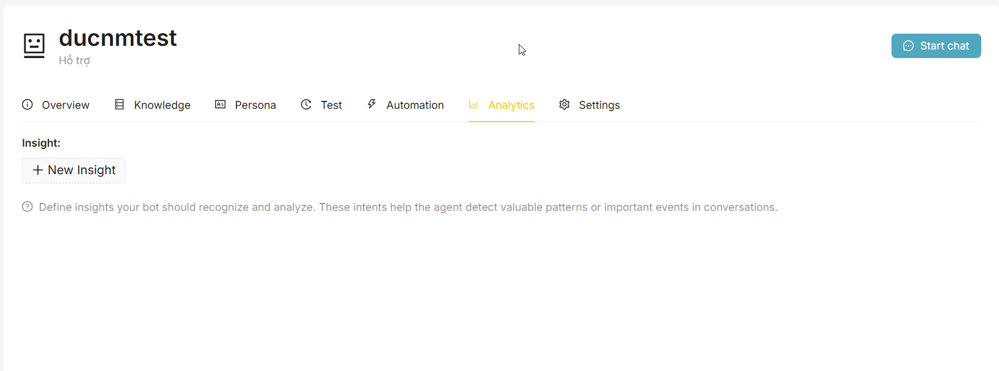 ducnmtest
Hỗ trợ
Start chat
Overview Knowledge Persona Test Automation Analytics Settings
Insight:
+ New Insight
Define insights your bot should recognize and analyze. These intents help the agent detect valuable patterns or important events in conversations.